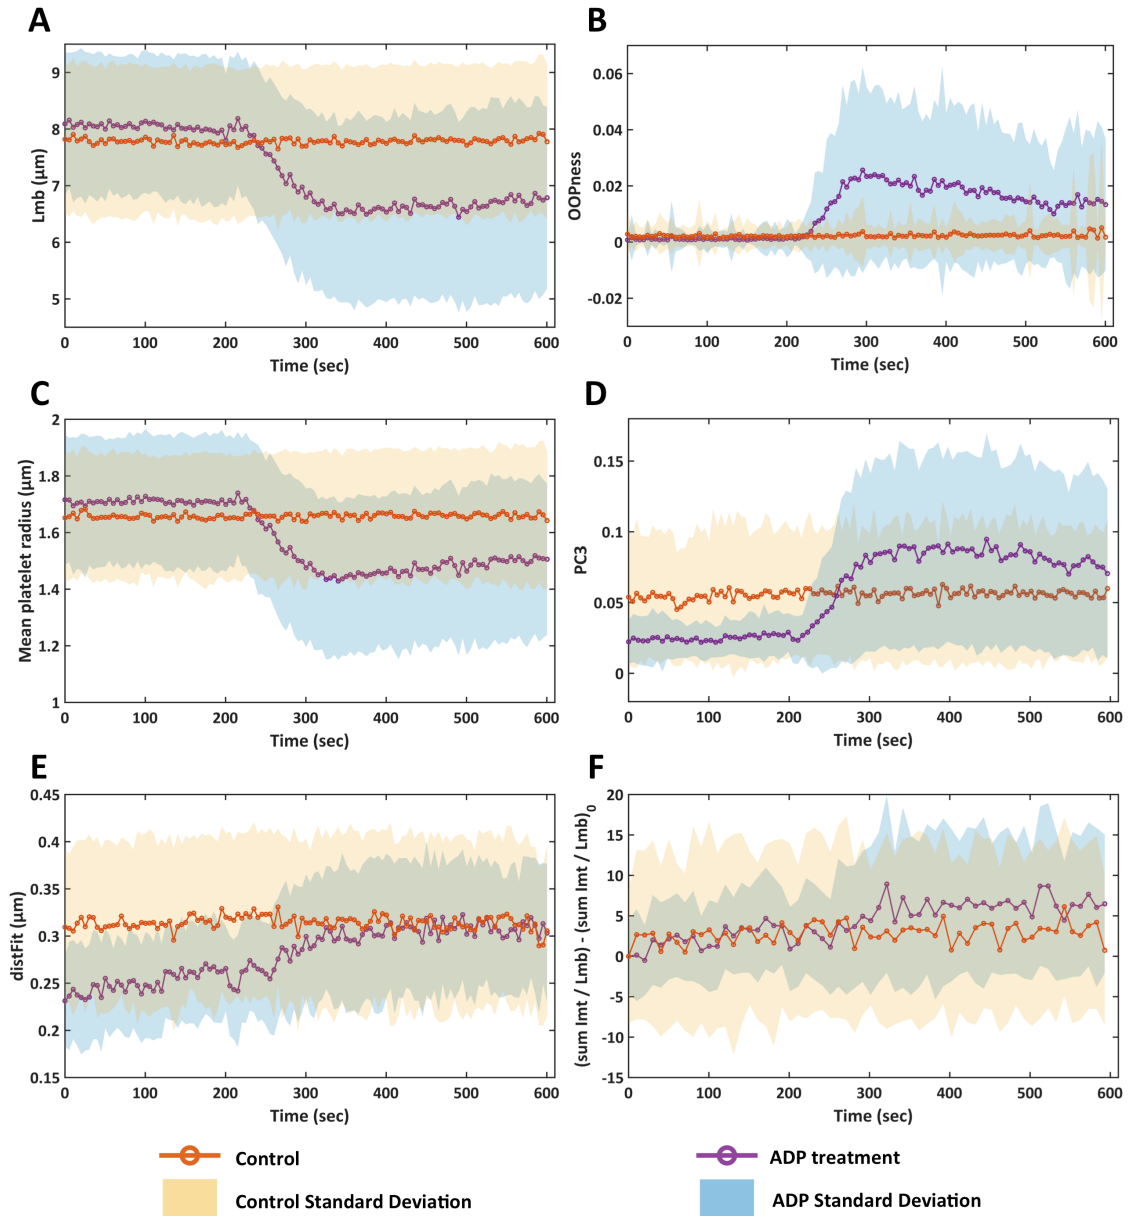 A
B
9
8
7
6
5
Lmb (µm)
0 100 200 300 400 500 600
Time (sec)
0.06
0.04
0.02
0
-0.02
OOPness
0 100 200 300 400 500 600
Time (sec)
C
D
2
1.8
1.6
1.4
1.2
1
Mean platelet radius (µm)
0 100 200 300 400 500 600
Time (sec)
0.15
0.1
0.05
0
PC3
0 100 200 300 400 500 600
Time (sec)
E
F
0.45
0.4
0.35
0.3
0.25
0.2
0.15
distFit (µm)
0 100 200 300 400 500 600
Time (sec)
20
15
10
5
0
-5
-10
-15
(sum lmt / Lmb) - (sum lmt / Lmb)0
0 100 200 300 400 500 600
Time (sec)
Control
ADP treatment
Control Standard Deviation
ADP Standard Deviation